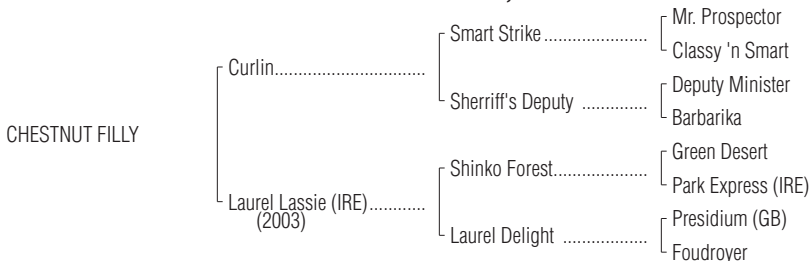 Mr. Prospector
Smart Strike.......................
Classy 'n Smart
Curlin.................................
Deputy Minister
Sherriff's Deputy ..............
Barbarika
CHESTNUT FILLY
Green Desert
Shinko Forest.....................
Park Express (IRE)
Laurel Lassie (IRE)............
(2003)
Presidium (GB)
Laurel Delight ..................
Foudroyer